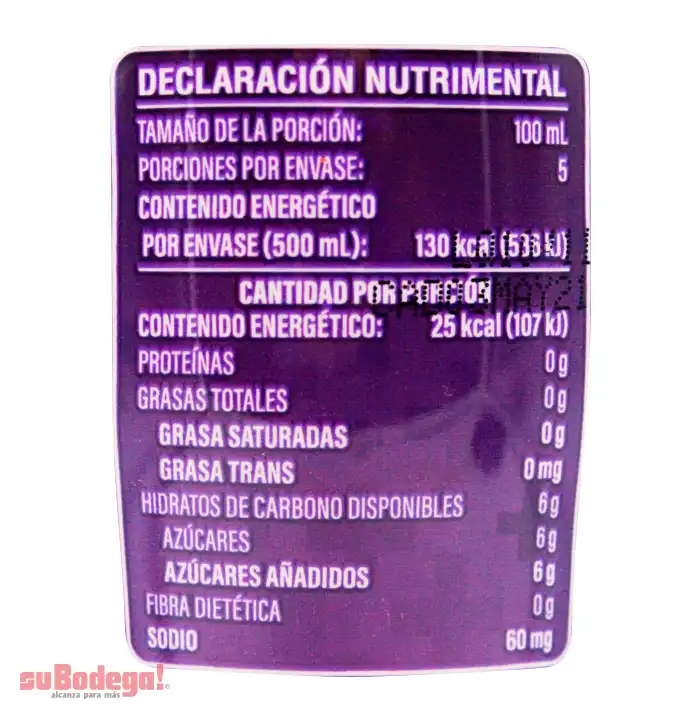 DECLARACIÓN NUTRIMENTAL
TAMAÑO DE LA PORCIÓN: 100 mL
PORCIONES POR ENVASE: 5
CONTENIDO ENERGÉTICO
POR ENVASE (500 mL): 130 kcal (536 kJ)
CANTIDAD POR PORCIÓN
CONTENIDO ENERGÉTICO: 25 kcal (107 kJ)
PROTEÍNAS 0 g
GRASAS TOTALES 0 g
GRASA SATURADAS 0 g
GRASA TRANS 0 mg
HIDRATOS DE CARBONO DISPONIBLES 6 g
AZÚCARES 6 g
AZÚCARES AÑADIDOS 6 g
FIBRA DIETÉTICA 0 g
SODIO 60 mg
suBodega!
alcanza para más